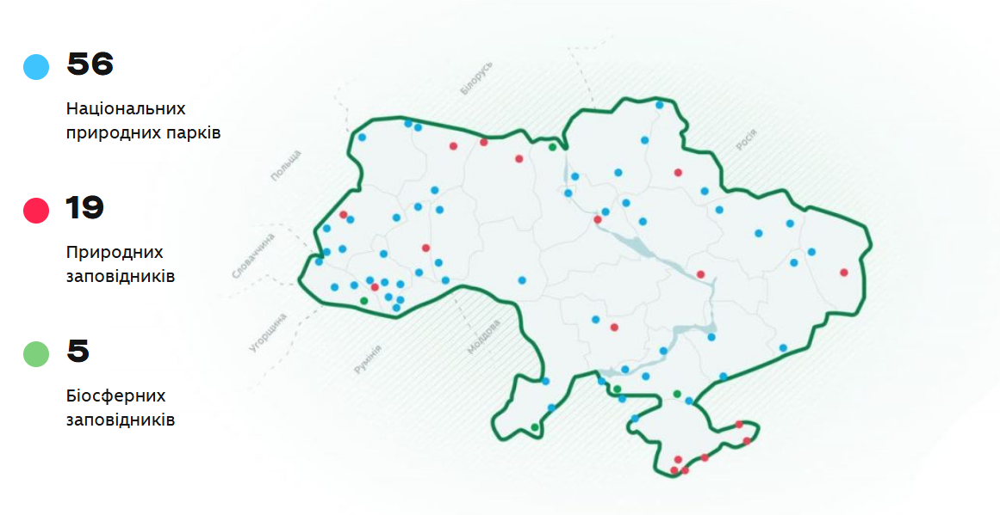 56
Національних
природних парків
19
Природних
заповідників
5
Біосферних
заповідників
Білорусь
Росія
Польща
Словаччина
Угорщина
Румунія
Молдова